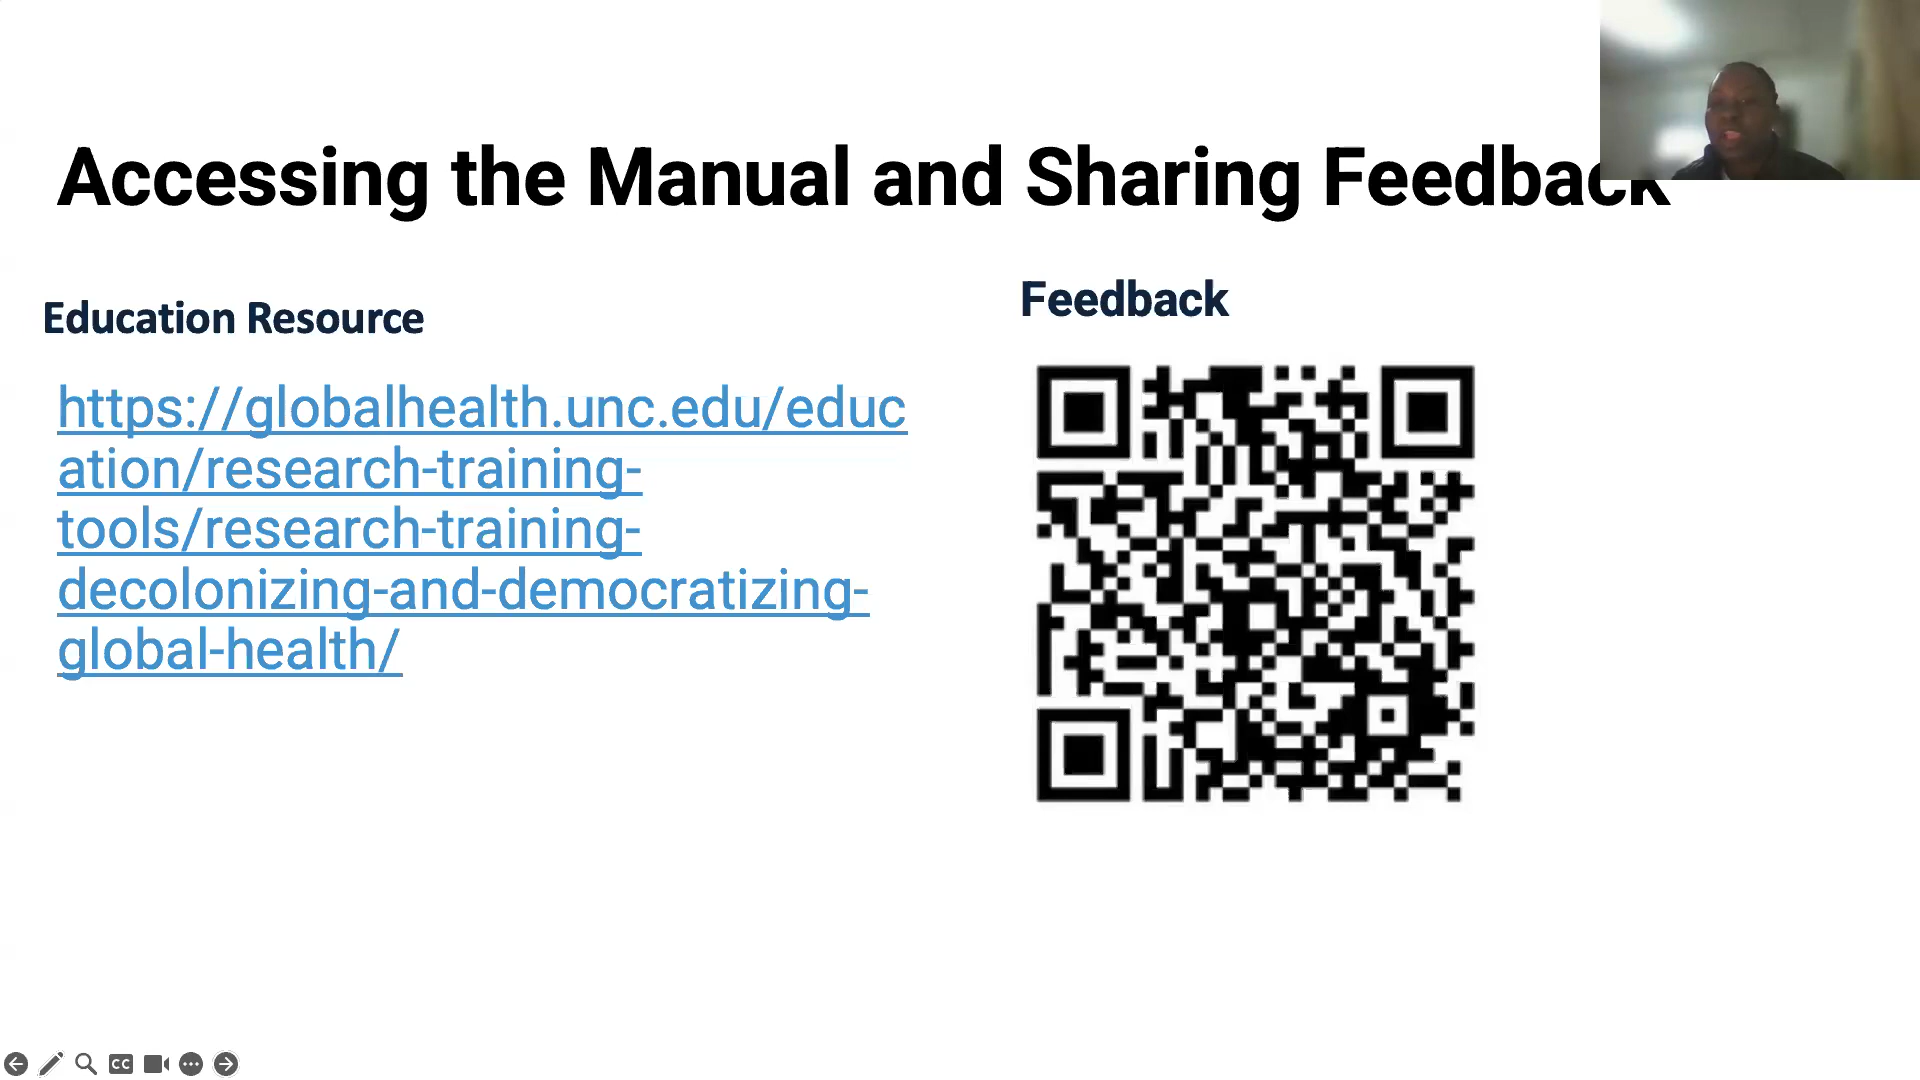 Accessing the Manual and Sharing Feedback
Education Resource
https://globalhealth.unc.edu/educ
ation/research-training-
tools/research-training-
decolonizing-and-democratizing-
global-health/
Feedback
CC